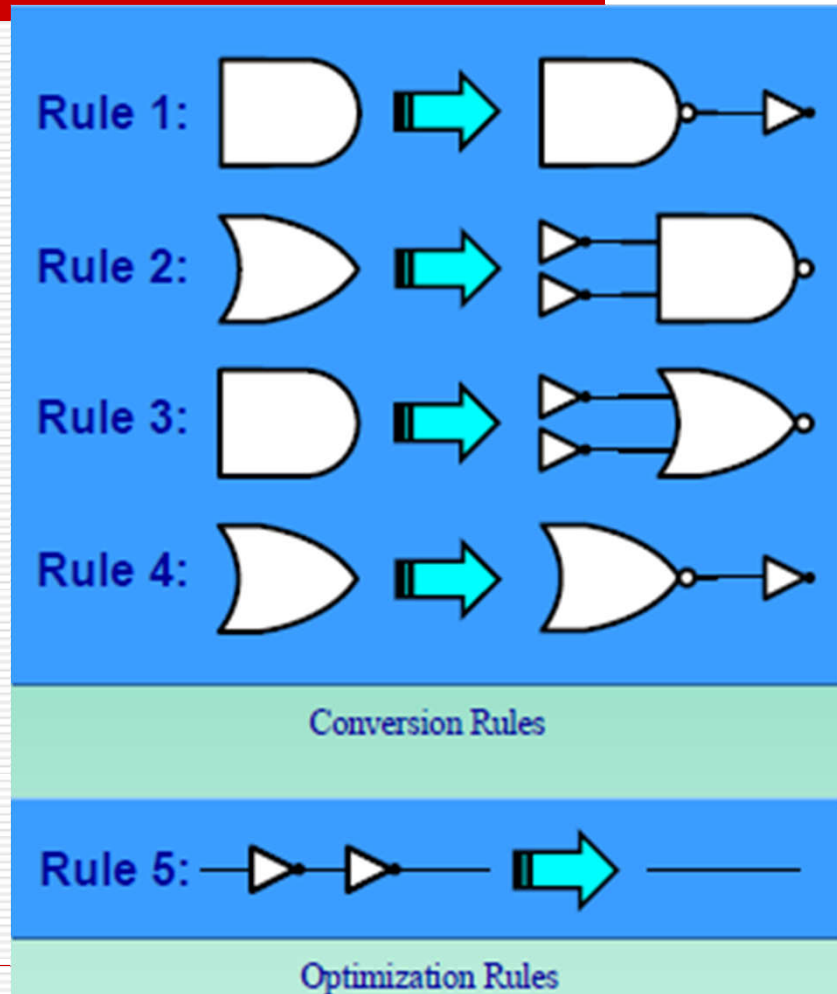 Rule 1:
Rule 2:
Rule 3:
Rule 4:
Conversion Rules
Rule 5:
Optimization Rules